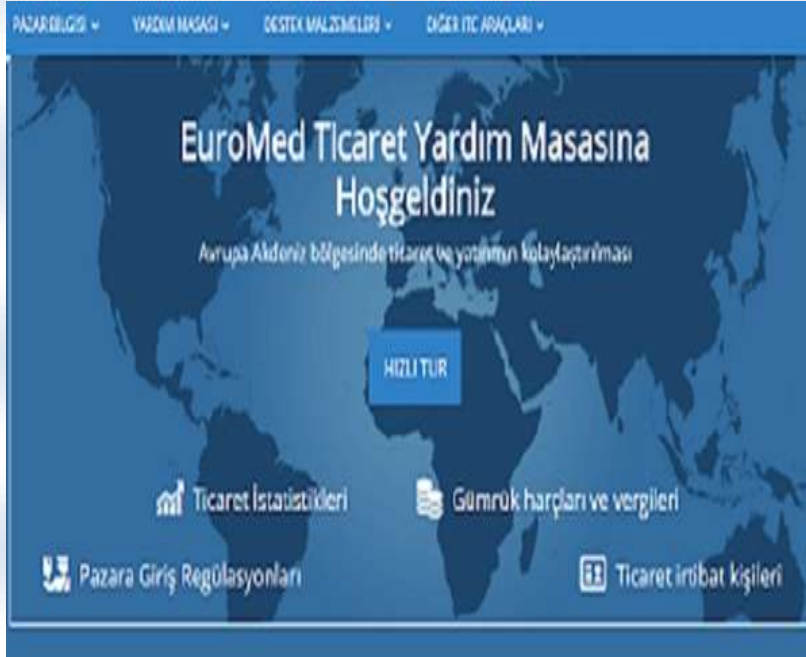 PAZAR BİLGİSİ
YARDIM MASASI
DESTEK MALZEMELERİ
DİĞER ITC ARAÇLARI
EuroMed Ticaret Yardım Masasına
Hoşgeldiniz
Avrupa Akdeniz bölgesinde ticaret ve yatırımın kolaylaştırılması
HIZLI TUR
Ticaret İstatistikleri
Gümrük harçları ve vergileri
Pazara Giriş Regülasyonları
Ticaret irtibat kişileri